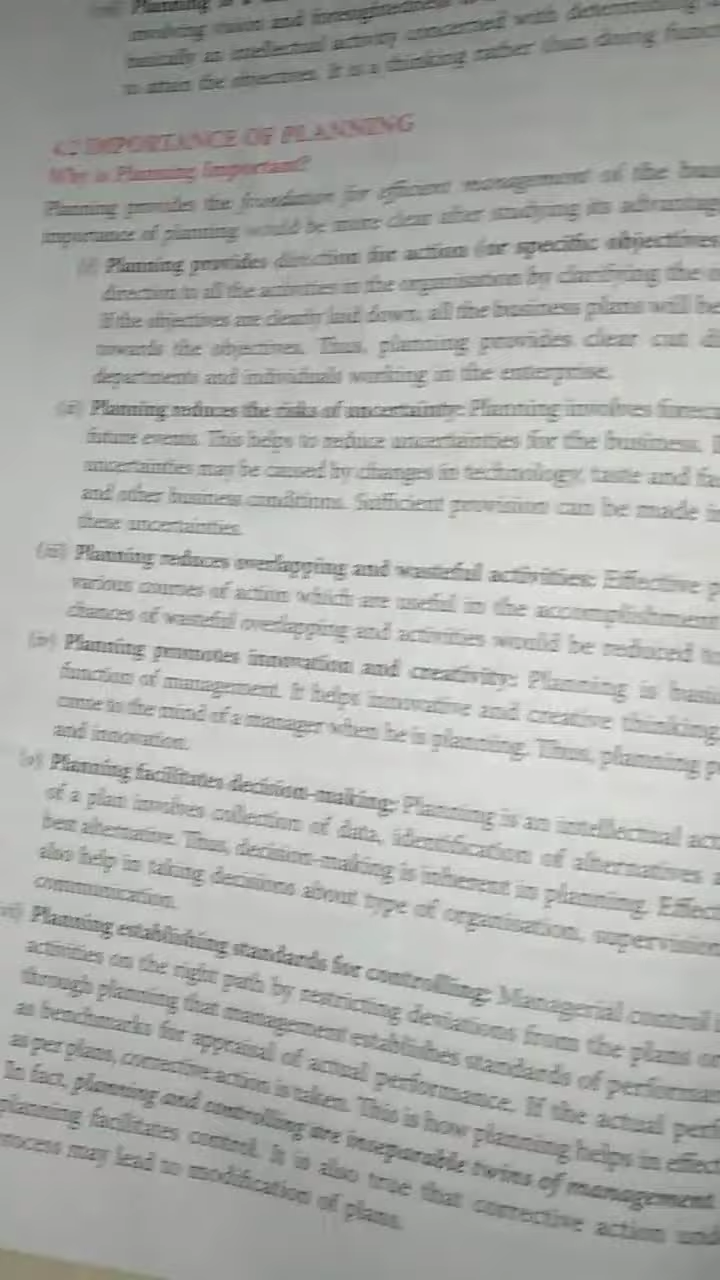 Planning is a
involving vision and
basically an intellectual activity concerned with determining
to attain the objectives. It is a thinking rather than doing
4.2 IMPORTANCE OF PLANNING
Why is Planning Important?
Planning provides the foundation for efficient management of the
importance of planning would be more clear after studying its
(i) Planning provides direction for action (or specific objectives
direction to all the activities in the organisation by clarifying the
If the objectives are clearly laid down, all the business plans will be
towards the objectives. Thus, planning provides clear cut
departments and individuals working in the enterprise.
(ii) Planning reduces the risks of uncertainty: Planning involves
future events. This helps to reduce uncertainties for the business.
uncertainties may be caused by changes in technology, taste and
and other business conditions. Sufficient provision can be made
these uncertainties.
(iii) Planning reduces overlapping and wasteful activities: Effective
various courses of action which are useful in the accomplishment
chances of wasteful overlapping and activities would be reduced
(iv) Planning promotes innovation and creativity: Planning is
function of management. It helps innovative and creative thinking
come to the mind of a manager when he is planning. Thus, planning
and innovation.
(v) Planning facilitates decision-making: Planning is an intellectual
of a plan involves collection of data, identification of alternatives
best alternative. Thus, decision-making is inherent in planning.
also help in taking decisions about type of organisation, supervision
communication.
Planning establishing standards for controlling: Managerial control
activities on the right path by restricting deviations from the plans
through planning that management establishes standards of
as benchmarks for appraisal of actual performance. If the actual
as per plans, corrective action is taken. This is how planning helps in
In fact, planning and controlling are inseparable twins of management.
planning facilitates control. It is also true that corrective action
process may lead to modification of plans.